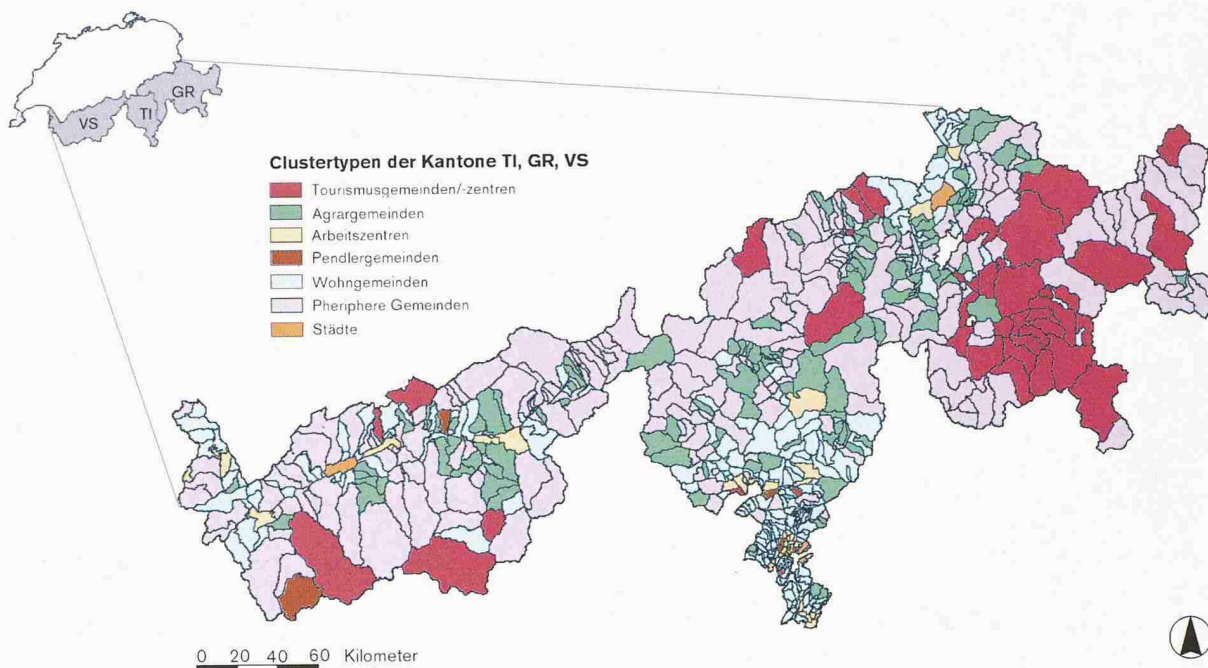 GR
TI
VS
Clustertypen der Kantone TI, GR, VS
Tourismusgemeinden/-zentren
Agrargemeinden
Arbeitszentren
Pendlergemeinden
Wohngemeinden
Pheriphere Gemeinden
Städte
0 20 40 60 Kilometer